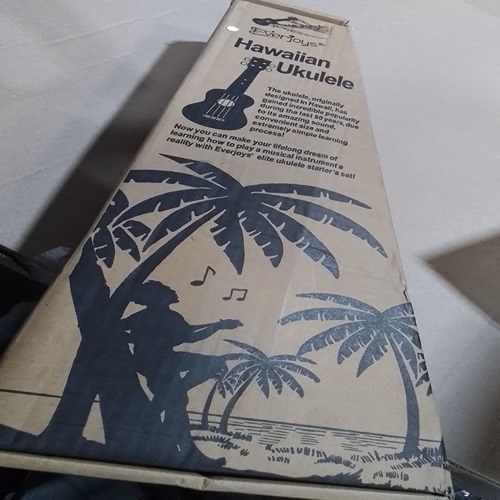 EverJoys®
Hawaiian
Ukulele
The ukulele, originally
designed in Hawaii, has
gained incredible popularity
during the last 50 years, due
to its amazing sound,
convenient size and
extremely simple learning
process!
Now you can make your lifelong dream of
learning how to play a musical instrument a
reality with Everjoys' elite ukulele starter's set!